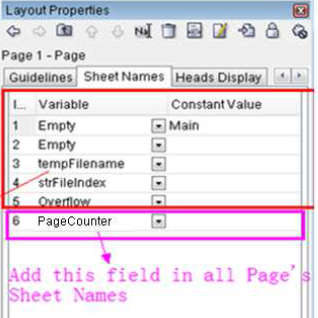 Layout Properties
Page 1 - Page
Guidelines Sheet Names Heads Display
I... Variable Constant Value
1 Empty Main
2 Empty
3 tempFilename
4 strFileIndex
5 Overflow
6 PageCounter
Add this field in all Page's
Sheet Names